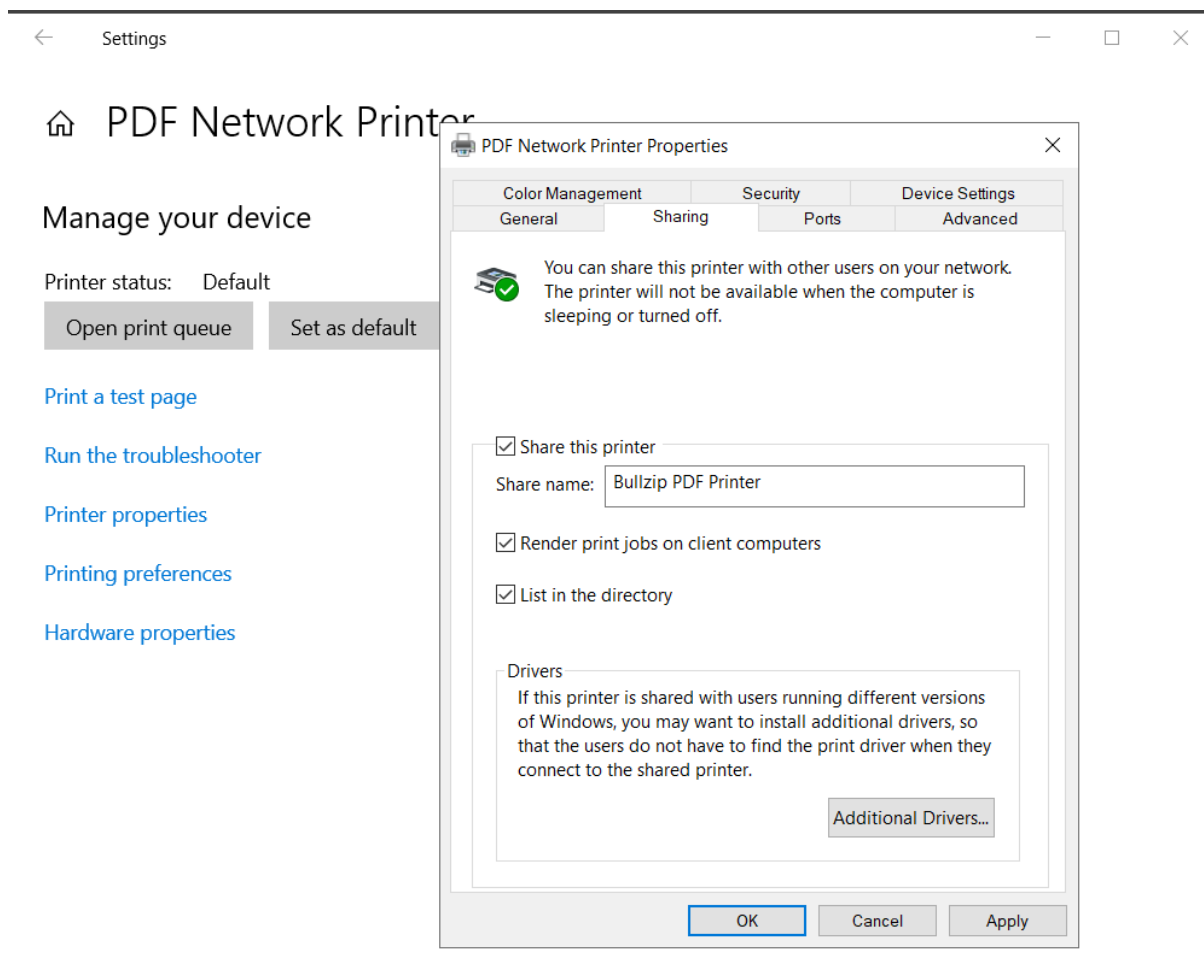 Settings
PDF Network Printer
Manage your device
Printer status: Default
Open print queue
Set as default
Print a test page
Run the troubleshooter
Printer properties
Printing preferences
Hardware properties
PDF Network Printer Properties
Color Management
Security
Device Settings
General
Sharing
Ports
Advanced
You can share this printer with other users on your network.
The printer will not be available when the computer is
sleeping or turned off.
Share this printer
Share name: Bullzip PDF Printer
Render print jobs on client computers
List in the directory
Drivers
If this printer is shared with users running different versions
of Windows, you may want to install additional drivers, so
that the users do not have to find the print driver when they
connect to the shared printer.
Additional Drivers...
OK
Cancel
Apply